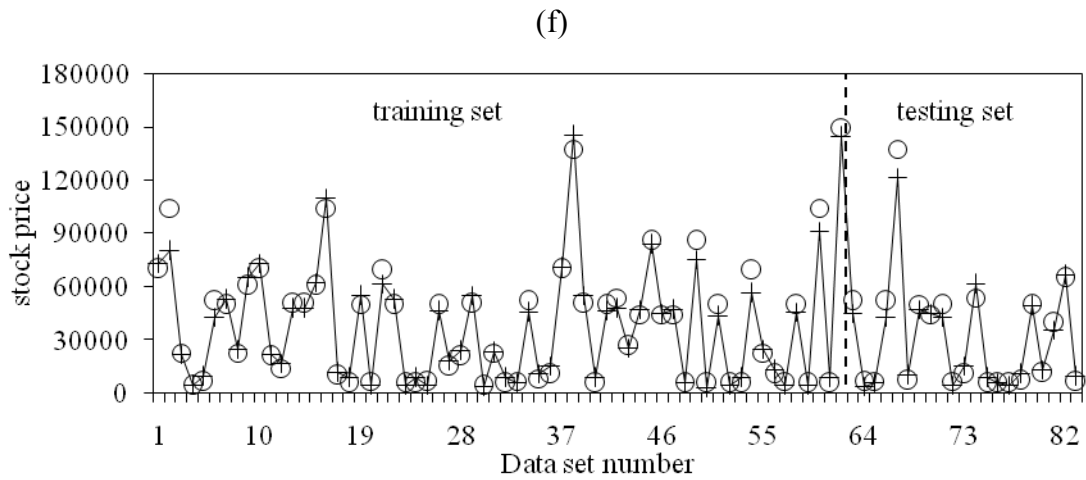 (f)
180000
training set
testing set
150000
120000
90000
60000
30000
0
stock price
1 10 19 28 37 46 55 64 73 82
Data set number